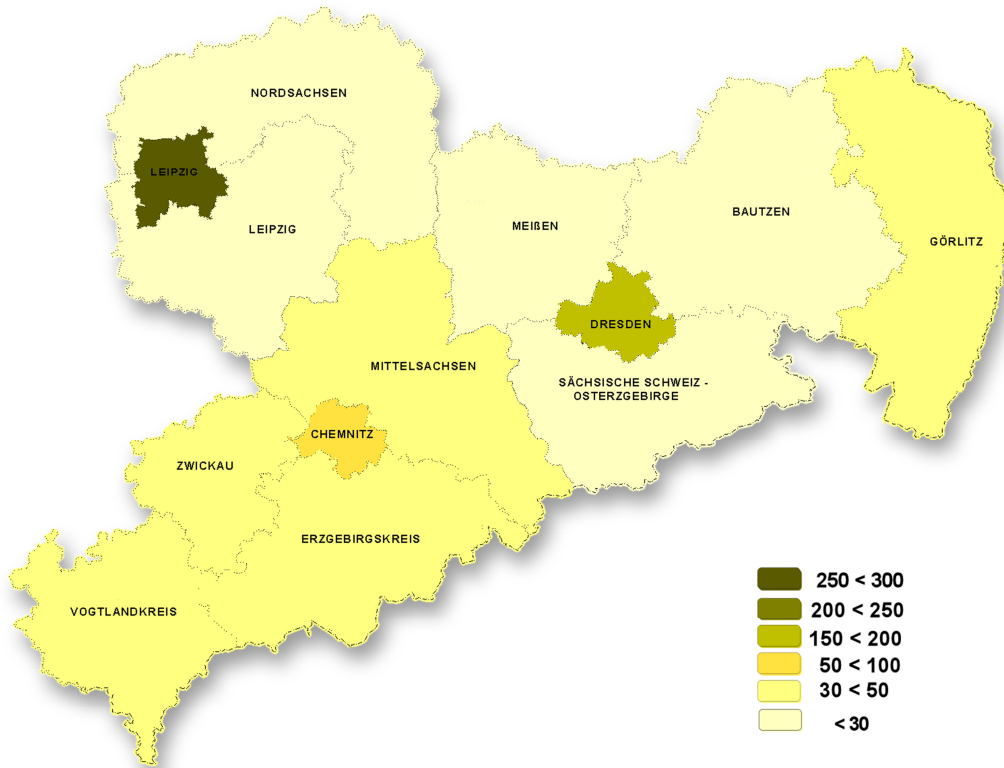 NORDSACHSEN
LEIPZIG
LEIPZIG
MEIßEN
BAUTZEN
GÖRLITZ
DRESDEN
MITTELSACHSEN
SÄCHSISCHE SCHWEIZ -
OSTERZGEBIRGE
CHEMNITZ
ZWICKAU
ERZGEBIRGSKREIS
VOGTLANDKREIS
250 < 300
200 < 250
150 < 200
50 < 100
30 < 50
< 30